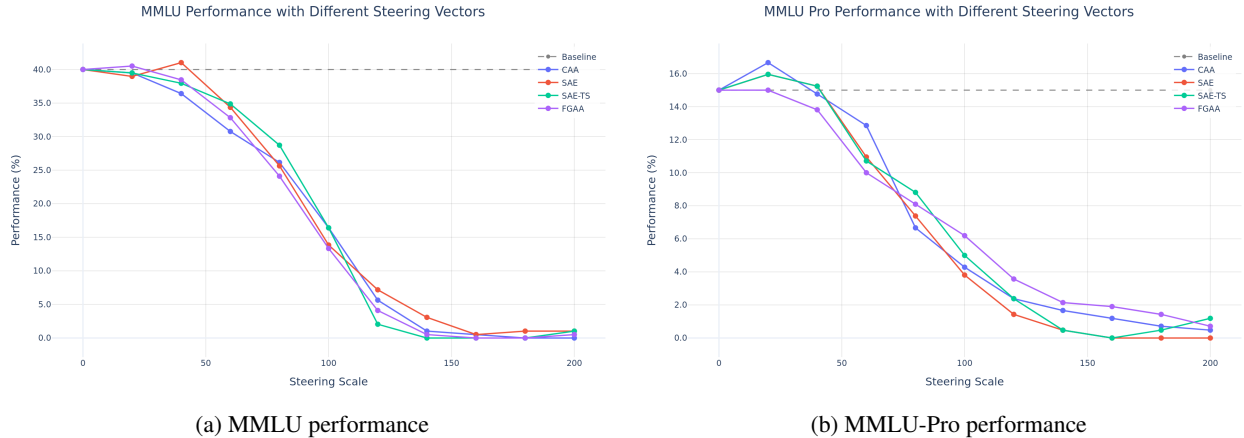 MMLU Performance with Different Steering Vectors
Baseline
CAA
SAE
SAE-TS
FGAA
40.0
35.0
30.0
25.0
20.0
15.0
10.0
5.0
0.0
Performance (%)
0
50
100
150
200
Steering Scale
(a) MMLU performance
MMLU Pro Performance with Different Steering Vectors
Baseline
CAA
SAE
SAE-TS
FGAA
16.0
14.0
12.0
10.0
8.0
6.0
4.0
2.0
0.0
Performance (%)
0
50
100
150
200
Steering Scale
(b) MMLU-Pro performance